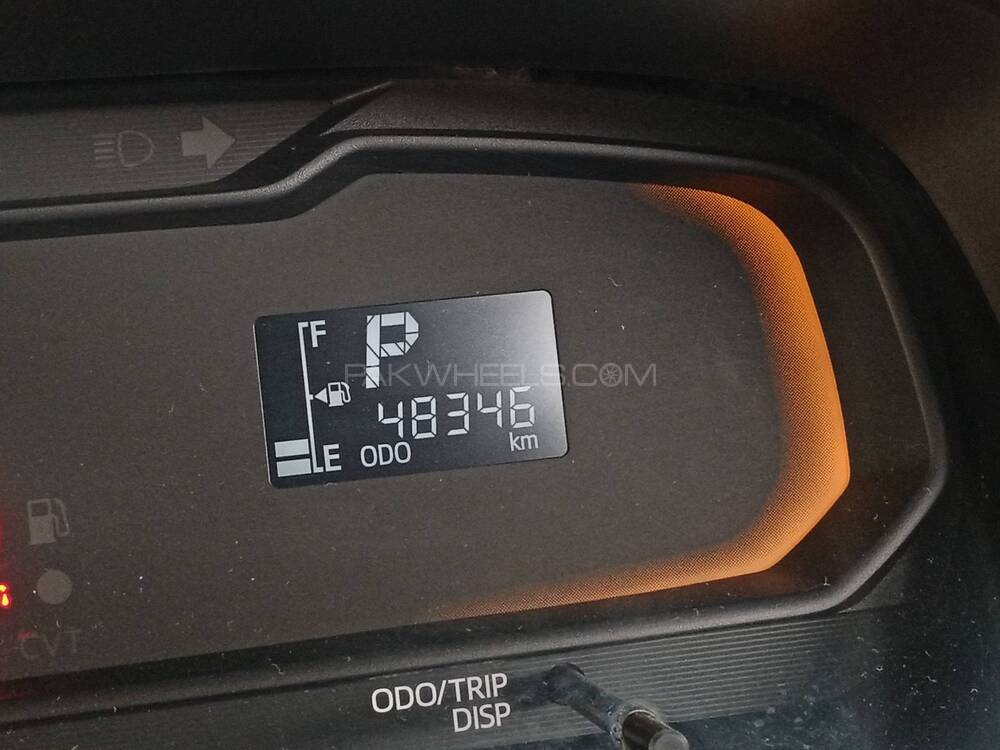 F
P
PAKWHEELS.COM
48346
E ODO km
CVT
ODO/TRIP
DISP